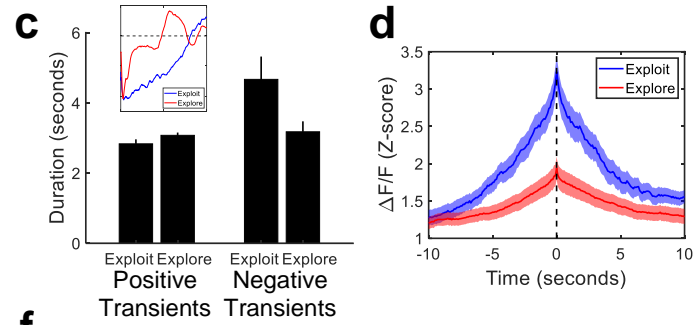 c
Duration (seconds)
6
4
2
0
Exploit
Explore
Exploit Explore
Exploit Explore
Positive
Transients
Negative
Transients
d
ΔF/F (Z-score)
3.5
3
2.5
2
1.5
1
Exploit
Explore
-10
-5
0
5
10
Time (seconds)